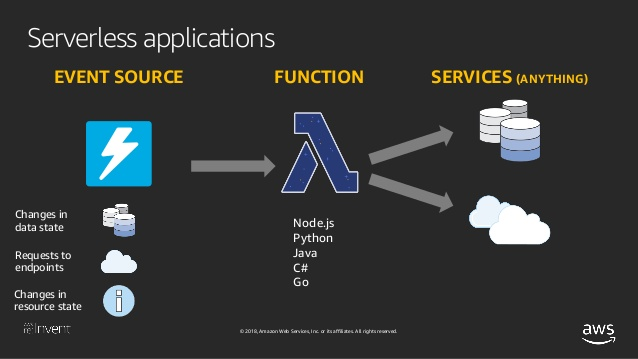 Serverless applications
EVENT SOURCE
FUNCTION
SERVICES (ANYTHING)
Changes in
data state
Requests to
endpoints
Changes in
resource state
Node.js
Python
Java
C#
Go
AWS
re:Invent
© 2018, Amazon Web Services, Inc. or its affiliates. All rights reserved.
aws